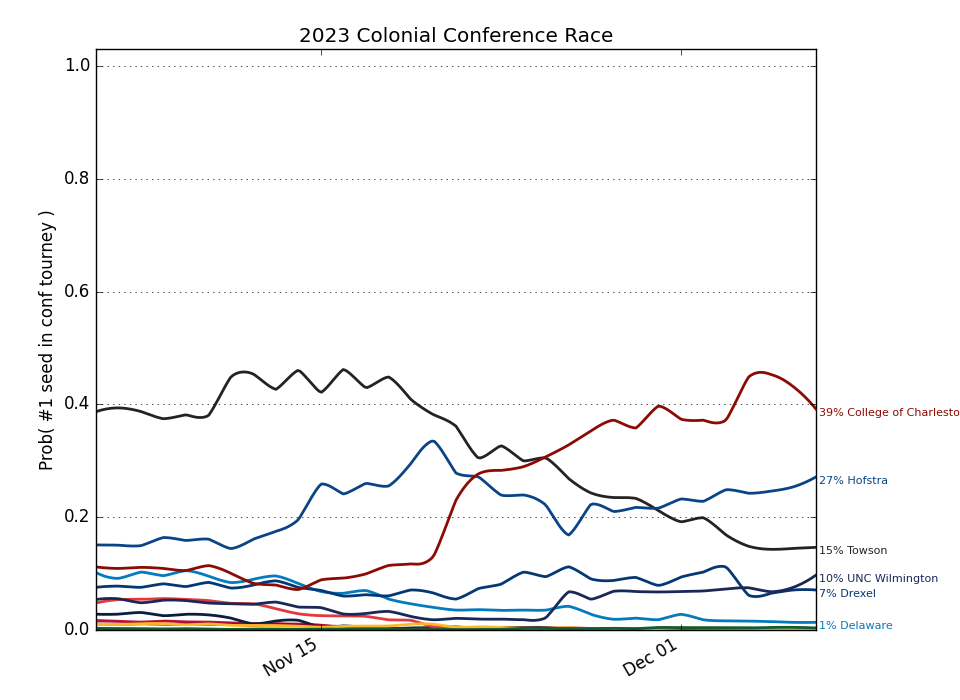 2023 Colonial Conference Race
Prob( #1 seed in conf tourney )
1.0
0.8
0.6
0.4
0.2
0.0
Nov 15
Dec 01
39% College of Charlesto
27% Hofstra
15% Towson
10% UNC Wilmington
7% Drexel
1% Delaware